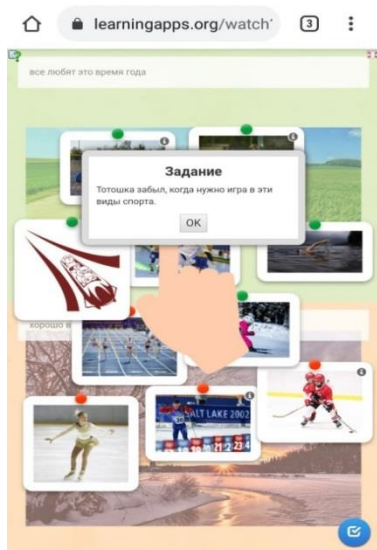 learningapps.org/watch
3
все любят это время года
Задание
Тотошка забыл, когда нужно игра в эти
виды спорта.
OK
хорошо в
SALT LAKE 2002